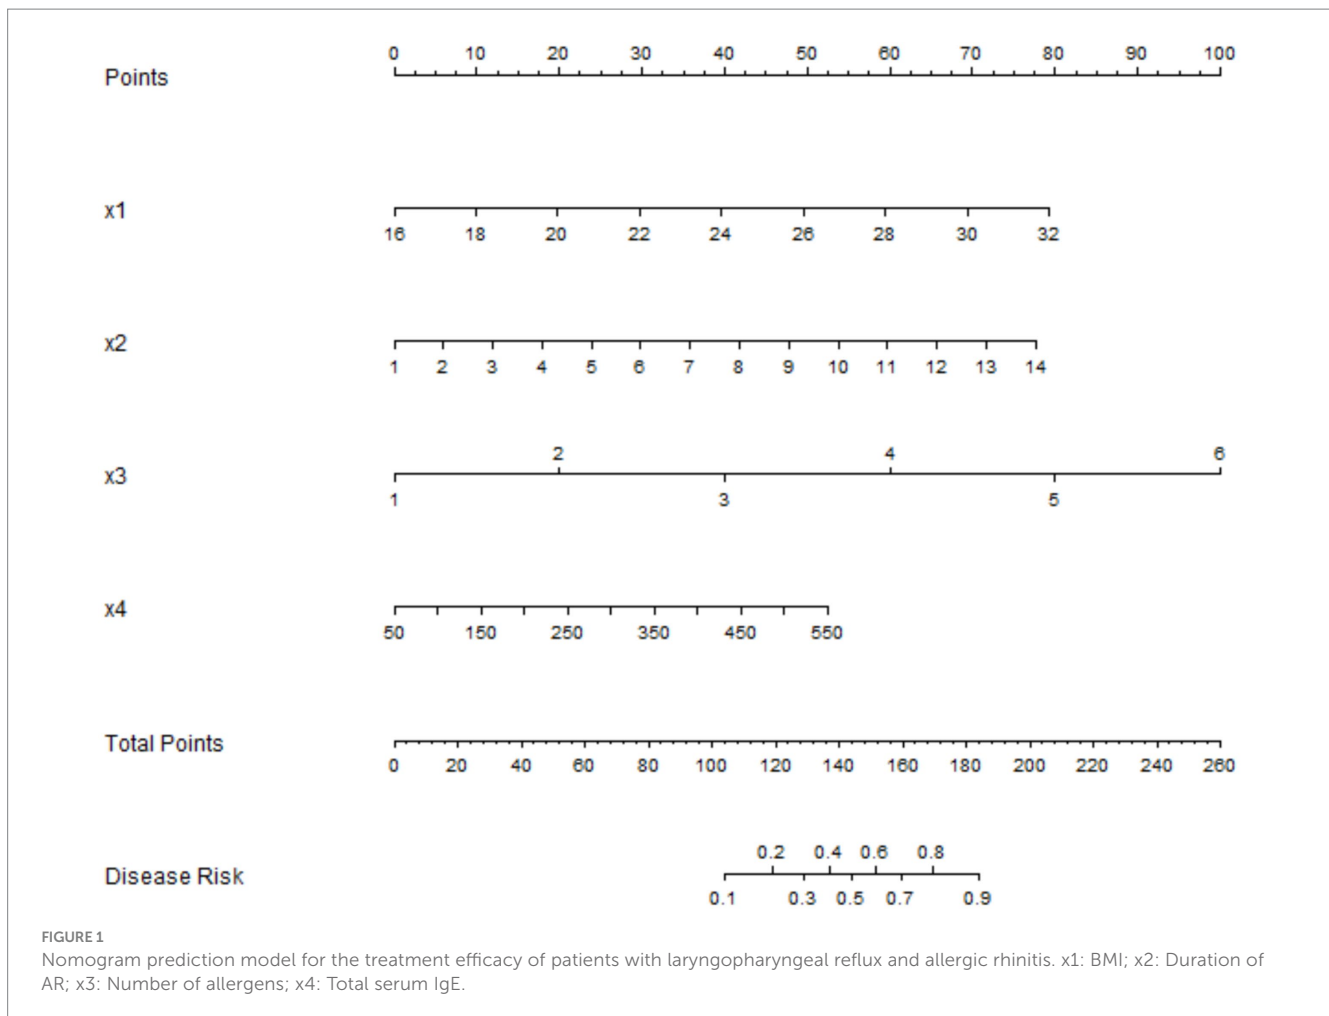 0 10 20 30 40 50 60 70 80 90 100
Points
x1
16 18 20 22 24 26 28 30 32
x2
1 2 3 4 5 6 7 8 9 10 11 12 13 14
2 4 6
x3
1 3 5
x4
50 150 250 350 450 550
Total Points
0 20 40 60 80 100 120 140 160 180 200 220 240 260
0.2 0.4 0.6 0.8
Disease Risk
0.1 0.3 0.5 0.7 0.9
FIGURE 1
Nomogram prediction model for the treatment efficacy of patients with laryngopharyngeal reflux and allergic rhinitis. x1: BMI; x2: Duration of
AR; x3: Number of allergens; x4: Total serum IgE.